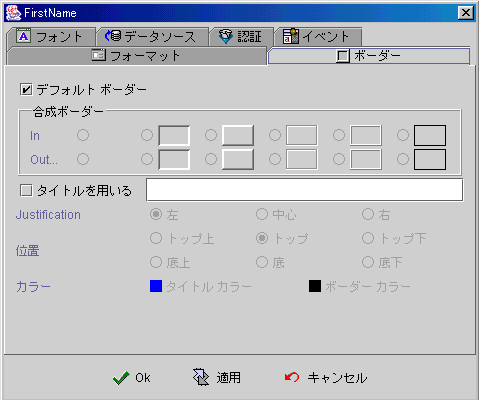 FirstName
フォント データソース 認証 イベント
フォーマット ボーダー
デフォルト ボーダー
合成ボーダー
In
Out...
タイトルを用いる
Justification 左 中心 右
位置 トップ上 トップ トップ下
底上 底 底下
カラー タイトル カラー ボーダー カラー
Ok 適用 キャンセル